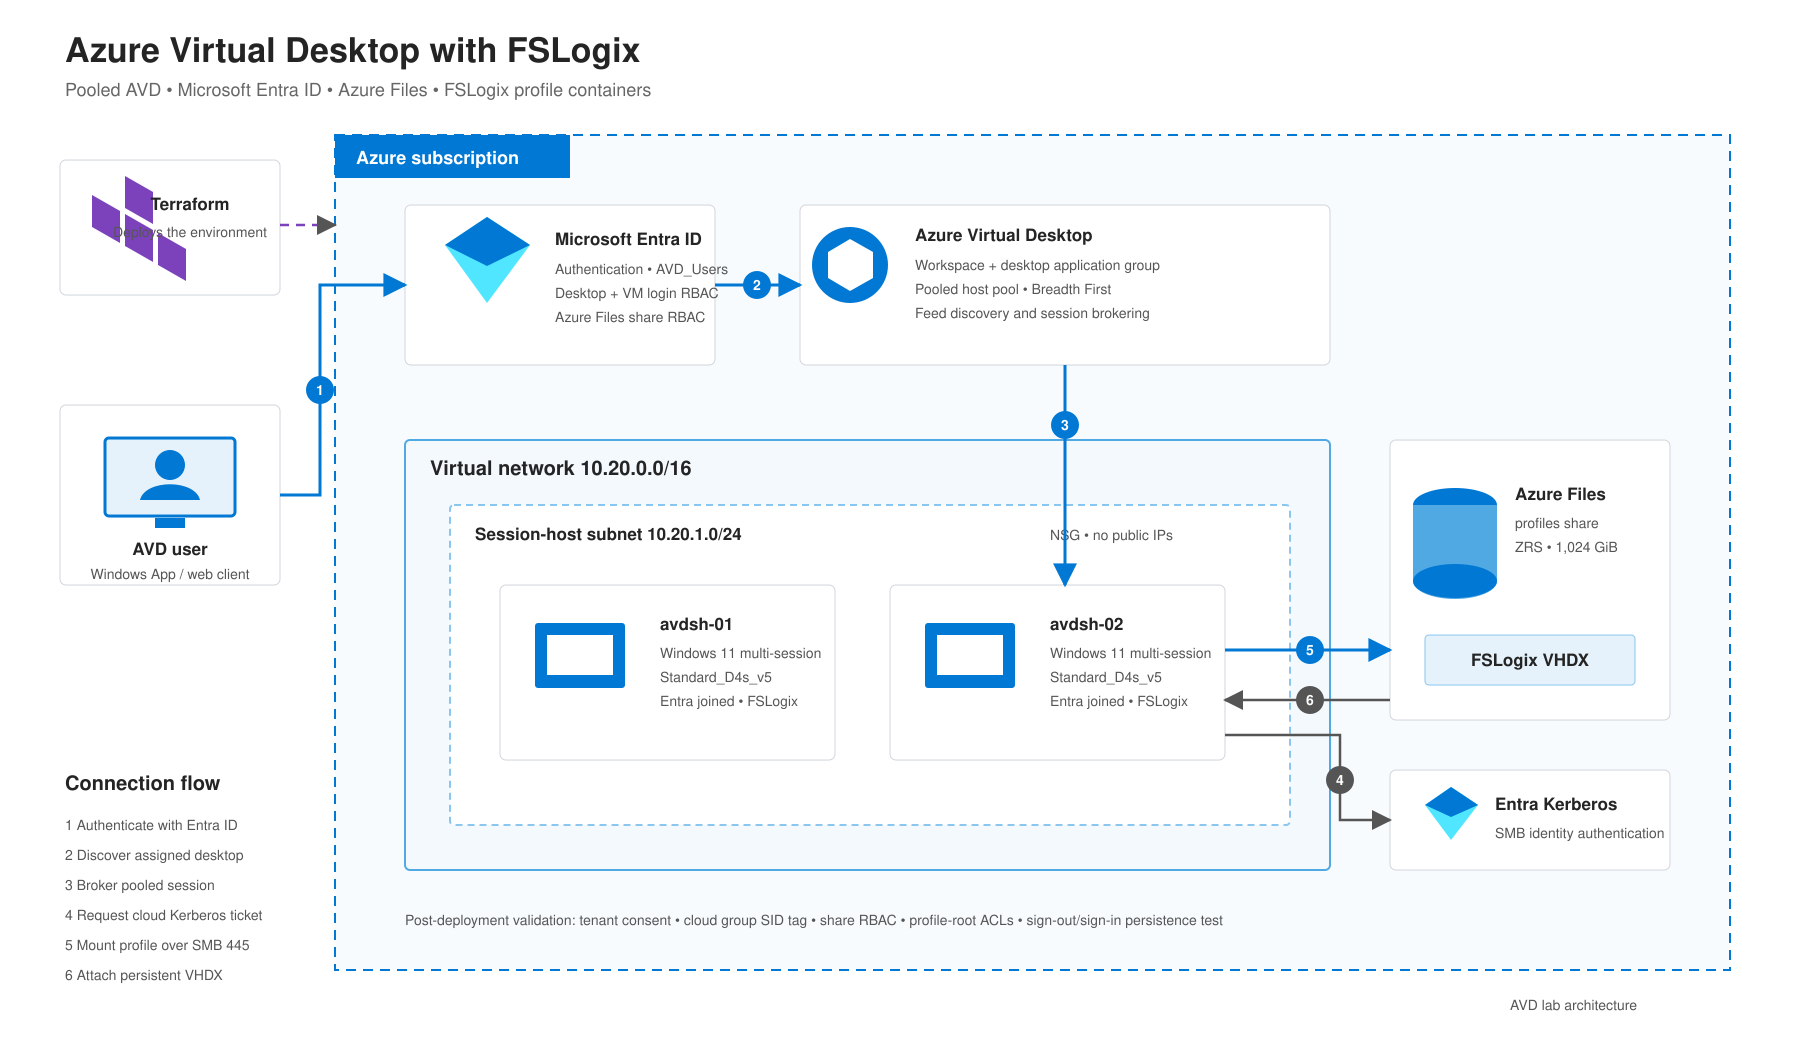 Azure Virtual Desktop with FSLogix
Pooled AVD • Microsoft Entra ID • Azure Files • FSLogix profile containers
Azure subscription
Terraform
Deploys the environment
Microsoft Entra ID
Authentication • AVD_Users
Desktop + VM login RBAC
Azure Files share RBAC
2
Azure Virtual Desktop
Workspace + desktop application group
Pooled host pool • Breadth First
Feed discovery and session brokering
1
3
AVD user
Windows App / web client
Virtual network 10.20.0.0/16
Session-host subnet 10.20.1.0/24
NSG • no public IPs
avdsh-01
Windows 11 multi-session
Standard_D4s_v5
Entra joined • FSLogix
avdsh-02
Windows 11 multi-session
Standard_D4s_v5
Entra joined • FSLogix
5
6
4
Azure Files
profiles share
ZRS • 1,024 GiB
FSLogix VHDX
Entra Kerberos
SMB identity authentication
Connection flow
1 Authenticate with Entra ID
2 Discover assigned desktop
3 Broker pooled session
4 Request cloud Kerberos ticket
5 Mount profile over SMB 445
6 Attach persistent VHDX
Post-deployment validation: tenant consent • cloud group SID tag • share RBAC • profile-root ACLs • sign-out/sign-in persistence test
AVD lab architecture